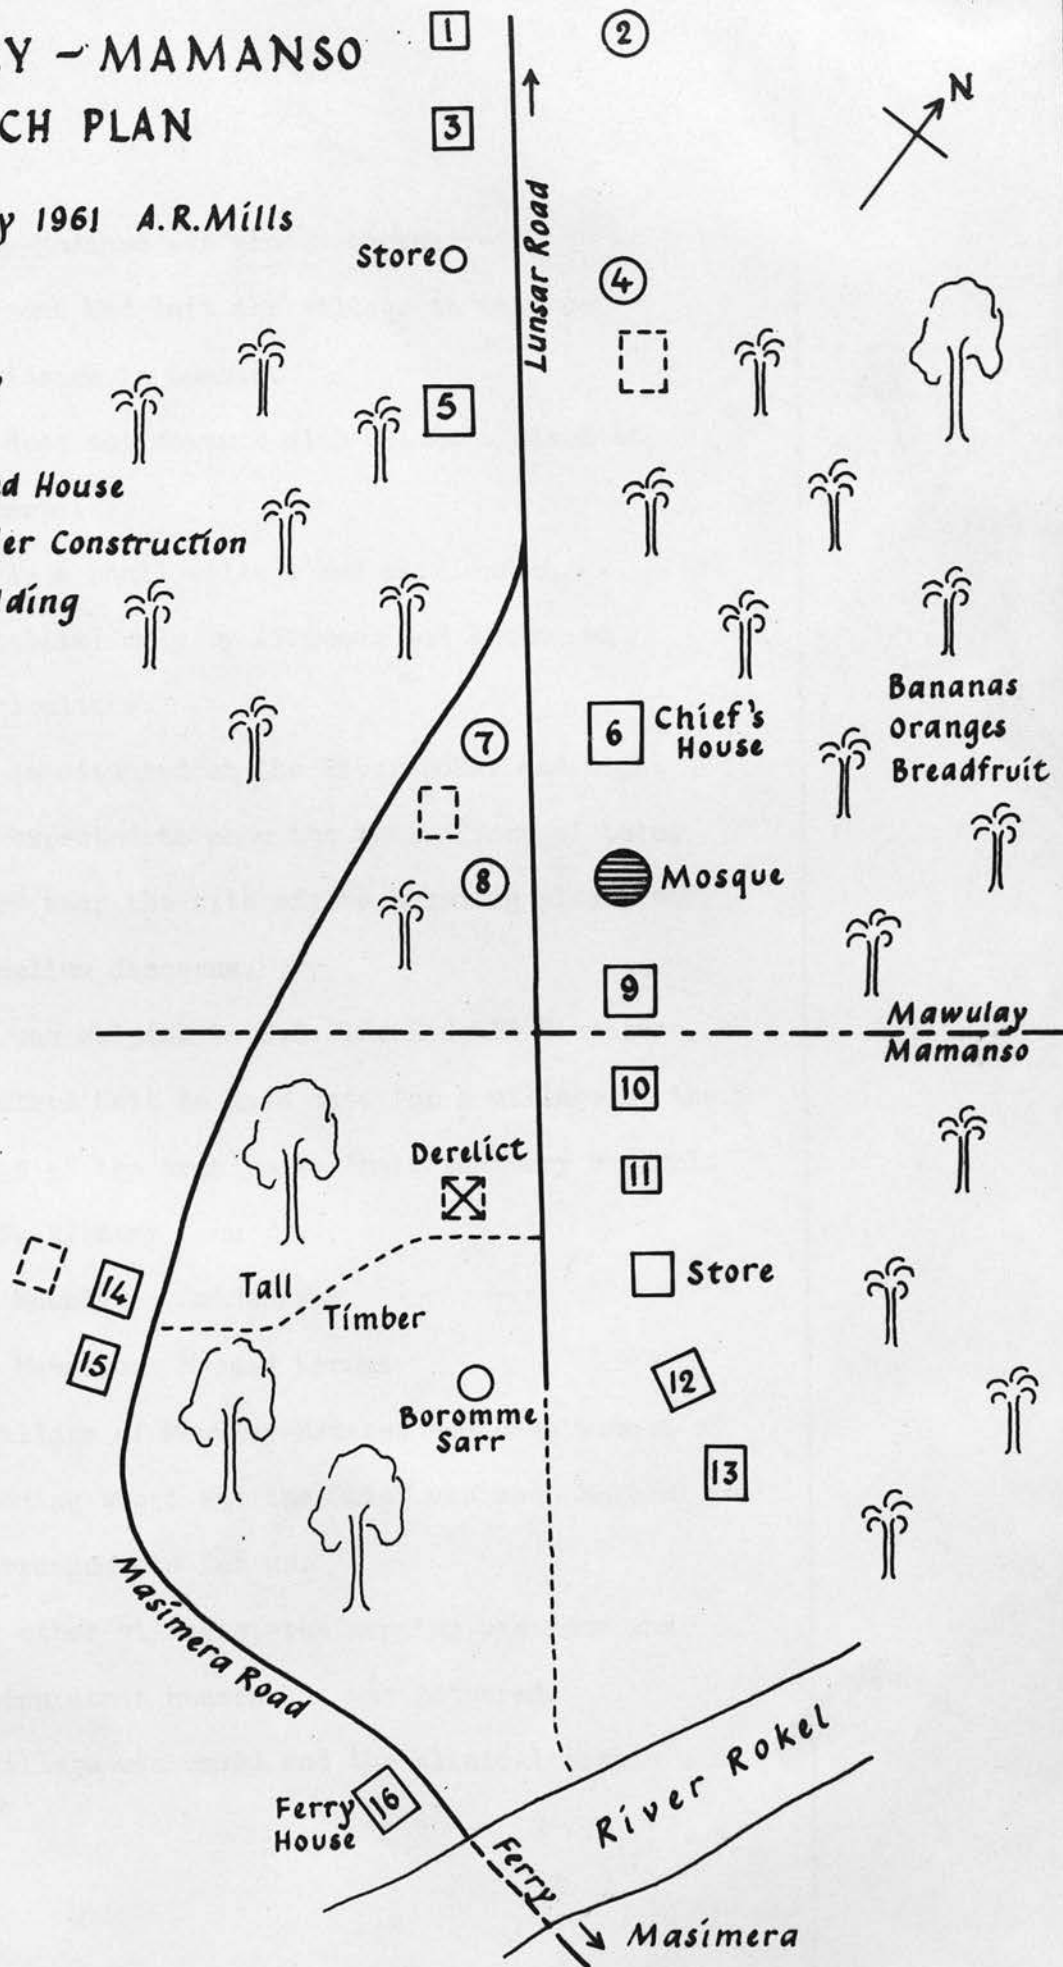 Y - MAMANSO
CH PLAN
y 1961 A.R.Mills
1
2
3
N
Store
4
Lunsar Road
5
d House
er Construction
lding
Bananas
Oranges
Breadfruit
7
6
Chief's
House
8
Mosque
9
Mawulay
Mamanso
10
Derelict
11
14
Tall
Timber
Store
15
12
Boromme
Sarr
13
Masimera Road
River Rokel
Ferry
House
16
Ferry
Masimera